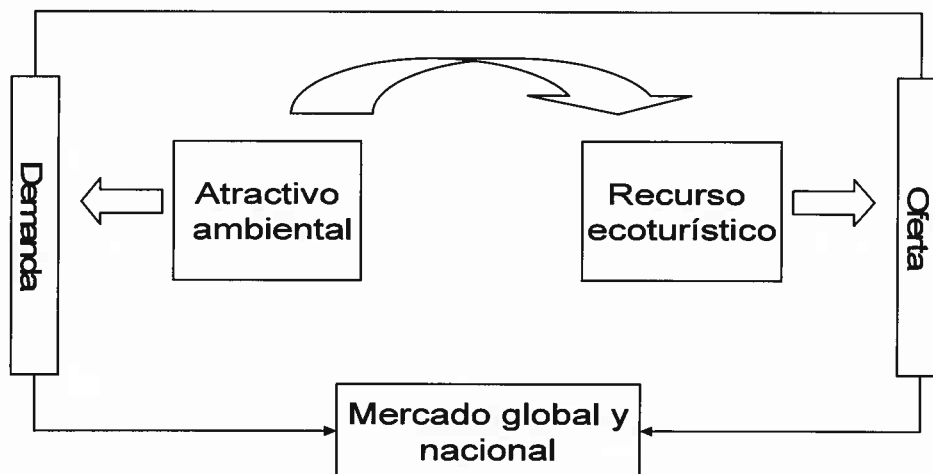 Demanda
Atractivo
ambiental
Recurso
ecoturístico
Oferta
Mercado global y
nacional